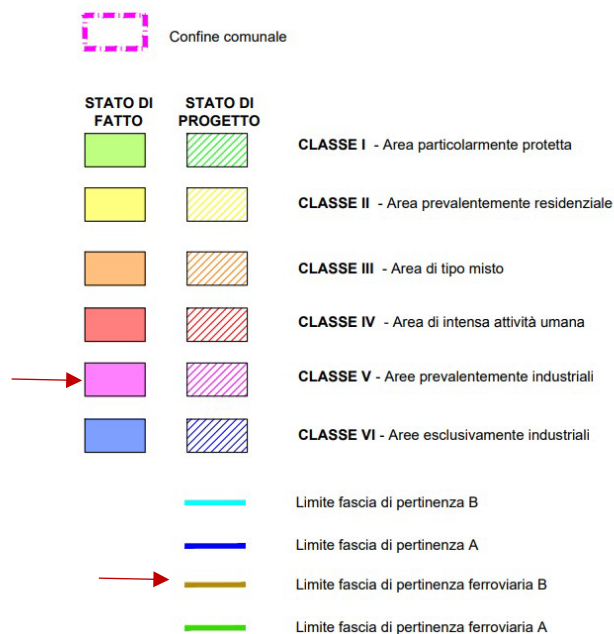 Confine comunale
STATO DI FATTO
STATO DI PROGETTO
CLASSE I - Area particolarmente protetta
CLASSE II - Area prevalentemente residenziale
CLASSE III - Area di tipo misto
CLASSE IV - Area di intensa attività umana
CLASSE V - Aree prevalentemente industriali
CLASSE VI - Aree esclusivamente industriali
Limite fascia di pertinenza B
Limite fascia di pertinenza A
Limite fascia di pertinenza ferroviaria B
Limite fascia di pertinenza ferroviaria A